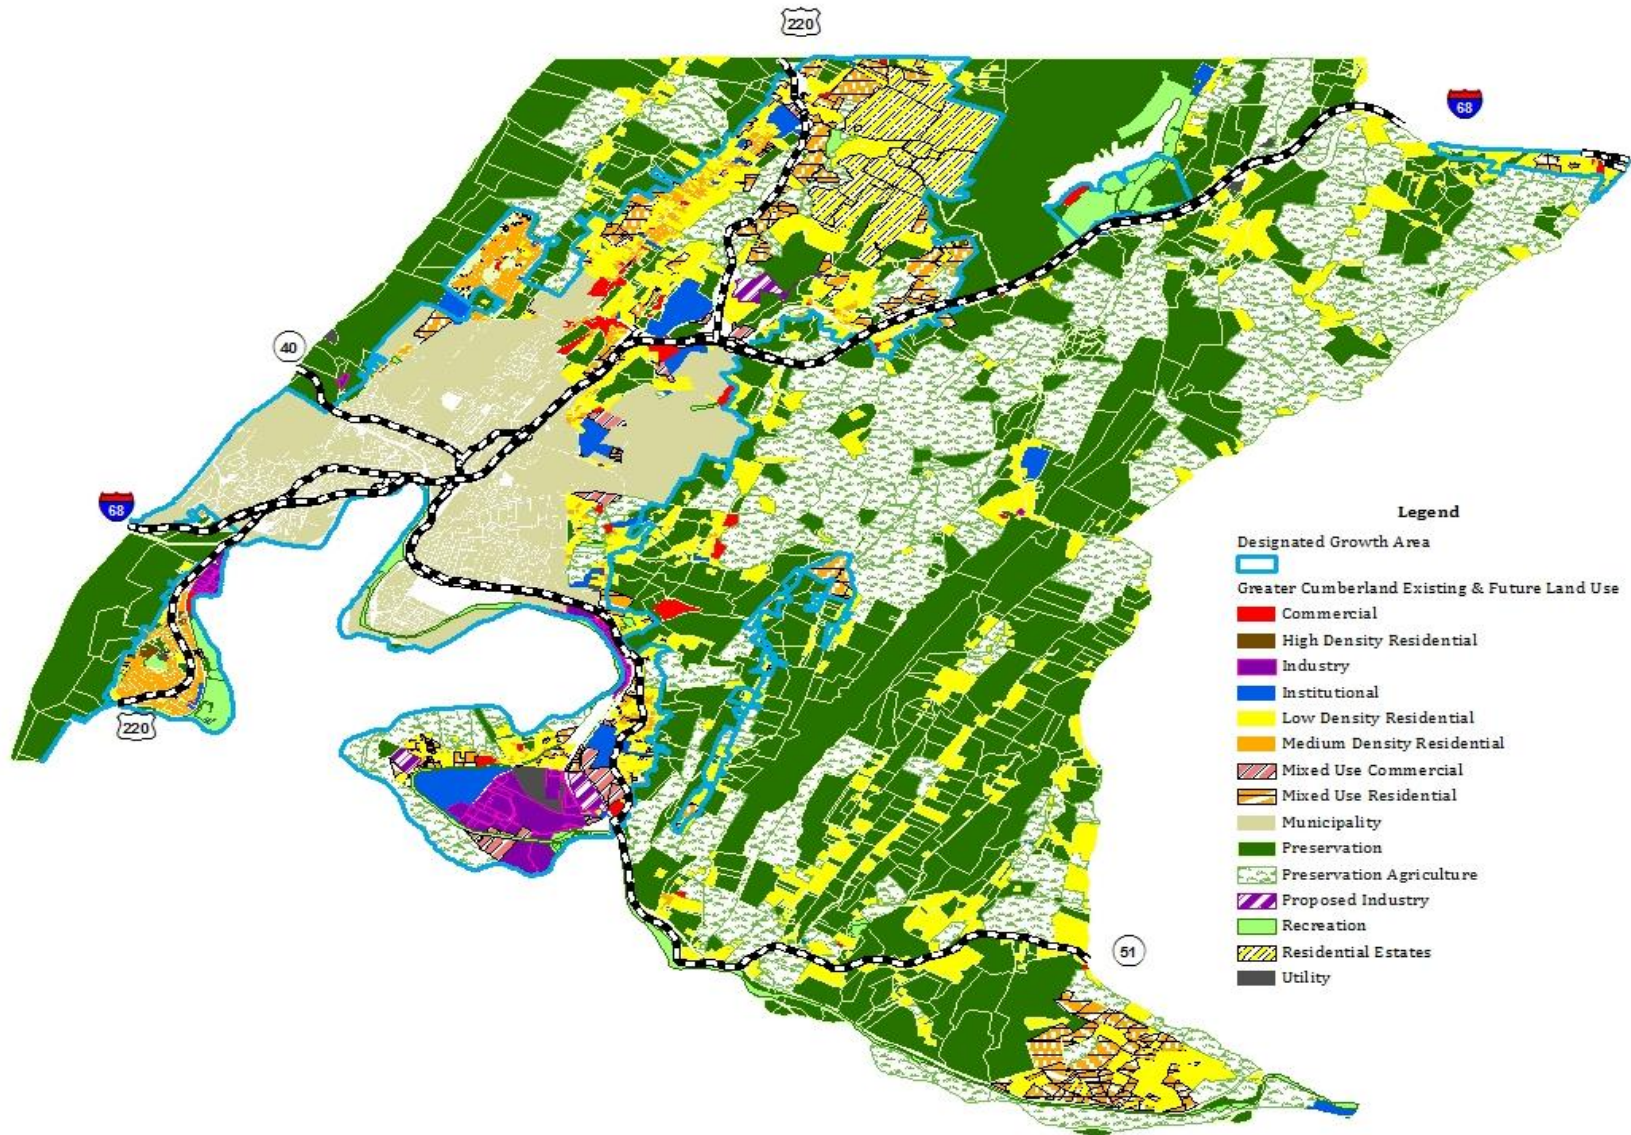 220
68
40
68
220
51
Legend
Designated Growth Area
Greater Cumberland Existing & Future Land Use
Commercial
High Density Residential
Industry
Institutional
Low Density Residential
Medium Density Residential
Mixed Use Commercial
Mixed Use Residential
Municipality
Preservation
Preservation Agriculture
Proposed Industry
Recreation
Residential Estates
Utility